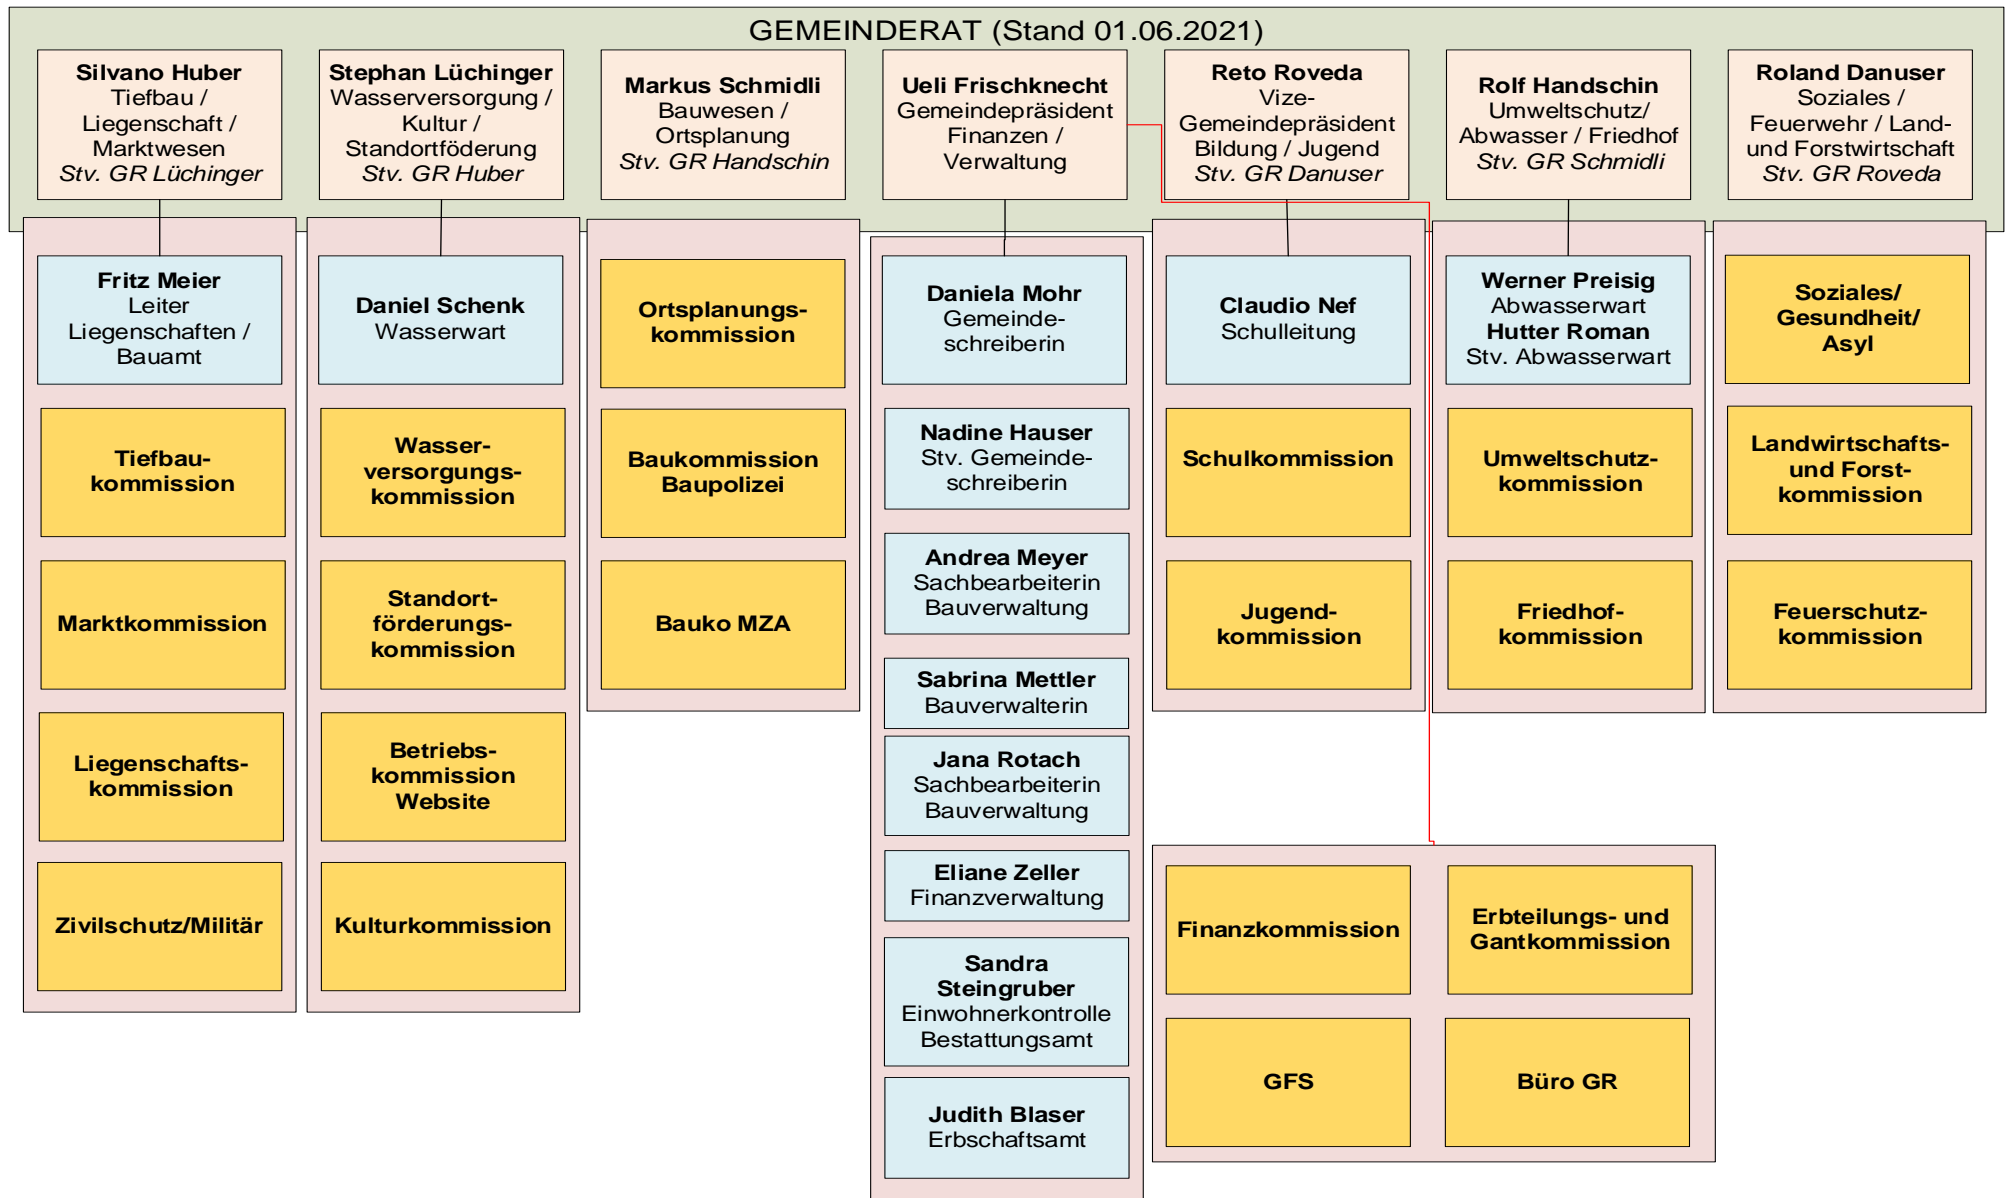 GEMEINDERAT (Stand 01.06.2021)
Silvano Huber
Tiefbau /
Liegenschaft /
Marktwesen
Stv. GR Lüchinger
Stephan Lüchinger
Wasserversorgung /
Kultur /
Standortföderung
Stv. GR Huber
Markus Schmidli
Bauwesen /
Ortsplanung
Stv. GR Handschin
Ueli Frischknecht
Gemeindepräsident
Finanzen /
Verwaltung
Reto Roveda
Vize-
Gemeindepräsident
Bildung / Jugend
Stv. GR Danuser
Rolf Handschin
Umweltschutz/
Abwasser / Friedhof
Stv. GR Schmidli
Roland Danuser
Soziales /
Feuerwehr / Land-
und Forstwirtschaft
Stv. GR Roveda
Fritz Meier
Leiter
Liegenschaften /
Bauamt
Tiefbau-
kommission
Marktkommission
Liegenschafts-
kommission
Zivilschutz/Militär
Daniel Schenk
Wasserwart
Wasser-
versorgungs-
kommission
Standort-
förderungs-
kommission
Betriebs-
kommission
Website
Kulturkommission
Ortsplanungs-
kommission
Baukommission
Baupolizei
Bauko MZA
Daniela Mohr
Gemeinde-
schreiberin
Nadine Hauser
Stv. Gemeinde-
schreiberin
Andrea Meyer
Sachbearbeiterin
Bauverwaltung
Sabrina Mettler
Bauverwalterin
Jana Rotach
Sachbearbeiterin
Bauverwaltung
Eliane Zeller
Finanzverwaltung
Sandra
Steingruber
Einwohnerkontrolle
Bestattungsamt
Judith Blaser
Erbschaftsamt
Claudio Nef
Schulleitung
Schulkommission
Jugend-
kommission
Werner Preisig
Abwasserwart
Hutter Roman
Stv. Abwasserwart
Umweltschutz-
kommission
Friedhof-
kommission
Soziales/
Gesundheit/
Asyl
Landwirtschafts-
und Forst-
kommission
Feuerschutz-
kommission
Finanzkommission
Erbteilungs- und
Gantkommission
GFS
Büro GR